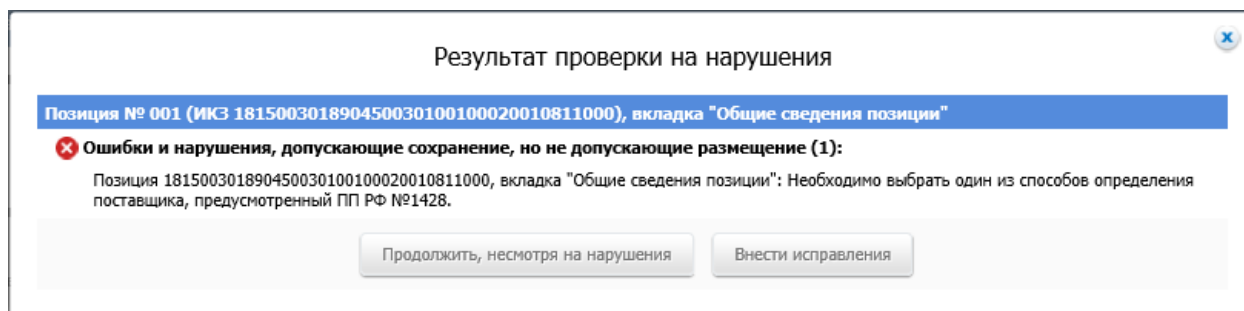 Результат проверки на нарушения
Позиция № 001 (ИКЗ 181500301890450030100100020010811000), вкладка "Общие сведения позиции"
Ошибки и нарушения, допускающие сохранение, но не допускающие размещение (1):
Позиция 181500301890450030100100020010811000, вкладка "Общие сведения позиции": Необходимо выбрать один из способов определения
поставщика, предусмотренный ПП РФ №1428.
Продолжить, несмотря на нарушения
Внести исправления